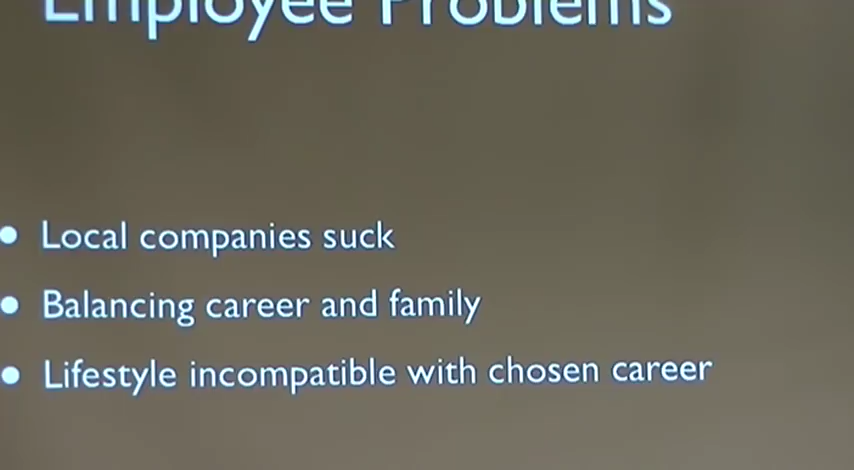 Employee Problems
• Local companies suck
• Balancing career and family
• Lifestyle incompatible with chosen career